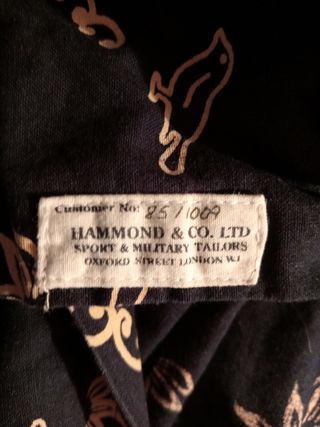 Customer No: 85/1009
HAMMOND & CO. LTD
SPORT & MILITARY TAILORS
OXFORD STREET LONDON W.1